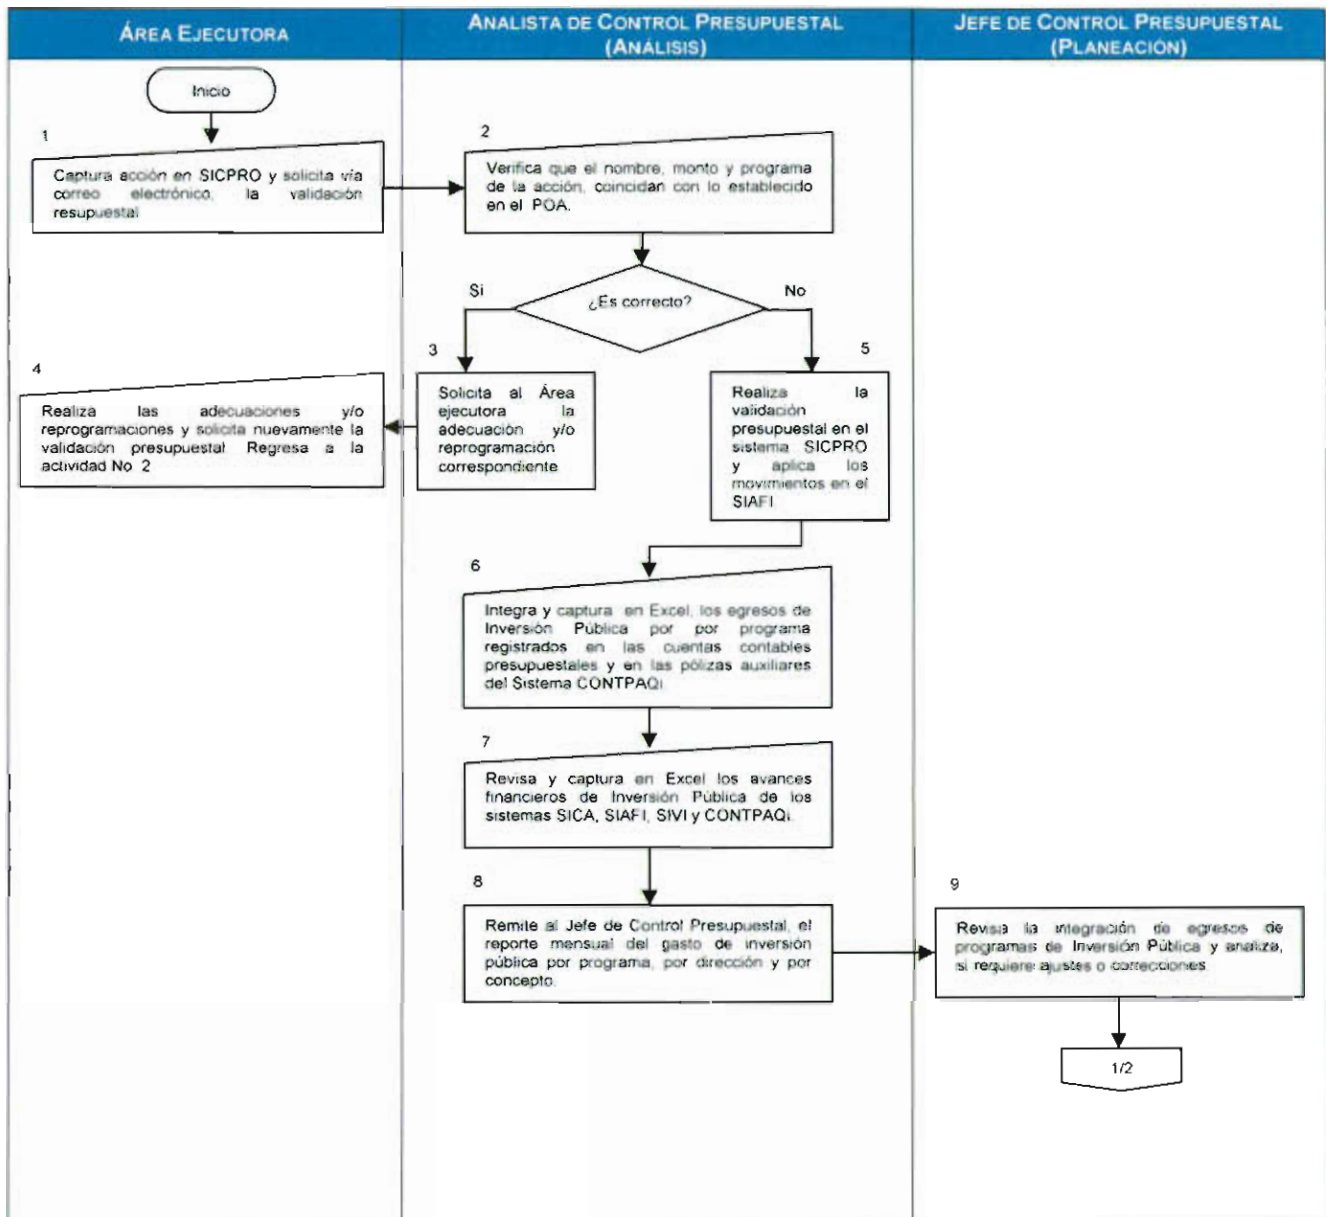 ÁREA EJECUTORA
ANALISTA DE CONTROL PRESUPUESTAL
(ANÁLISIS)
JEFE DE CONTROL PRESUPUESTAL
(PLANEACIÓN)
Inicio
1
Captura acción en SICPRO y solicita vía
correo electrónico, la validación
resupuestal
2
Verifica que el nombre, monto y programa
de la acción, coincidan con lo establecido
en el POA.
¿Es correcto?
Si
No
3
Solicita al Área
ejecutora la
adecuación y/o
reprogramación
correspondiente
4
Realiza las adecuaciones y/o
reprogramaciones y solicita nuevamente la
validación presupuestal Regresa a la
actividad No 2
5
Realiza la
validación
presupuestal en el
sistema SICPRO
y aplica los
movimientos en el
SIAFI
6
Integra y captura en Excel, los egresos de
Inversión Pública por por programa
registrados en las cuentas contables
presupuestales y en las pólizas auxiliares
del Sistema CONTPAQi
7
Revisa y captura en Excel los avances
financieros de Inversión Pública de los
sistemas SICA, SIAFI, SIVI y CONTPAQi.
8
Remite al Jefe de Control Presupuestal, el
reporte mensual del gasto de inversión
pública por programa, por dirección y por
concepto.
9
Revisa la integración de egresos de
programas de Inversión Pública y analiza,
si requiere ajustes o correcciones
1/2